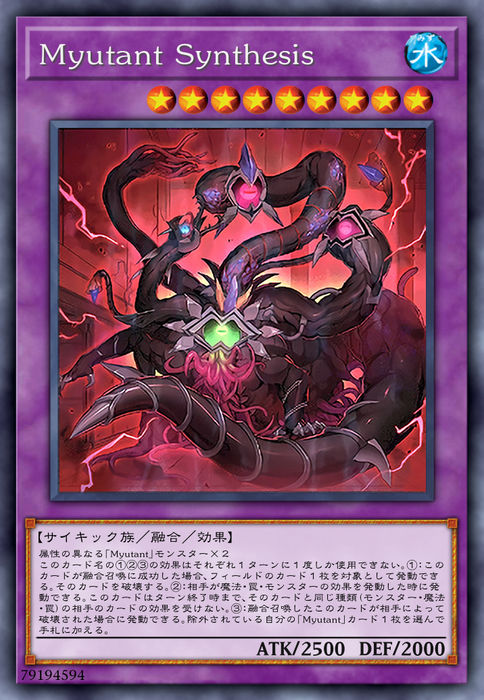 Myutant Synthesis
みず
水
【サイキック族／融合／効果】
属性の異なる「Myutant」モンスター×2
このカード名の①②③の効果はそれぞれ1ターンに1度しか使用できない。①:この
カードが融合召喚に成功した場合、フィールドのカード1枚を対象として発動でき
る。そのカードを破壊する。②:相手が魔法・罠・モンスターの効果を発動した時に発
動できる。このカードはターン終了時まで、そのカードと同じ種類(モンスター・魔法
・罠)の相手のカードの効果を受けない。③:融合召喚したこのカードが相手によって
破壊された場合に発動できる。除外されている自分の「Myutant」カード1枚を選んで
手札に加える。
ATK/2500 DEF/2000
79194594